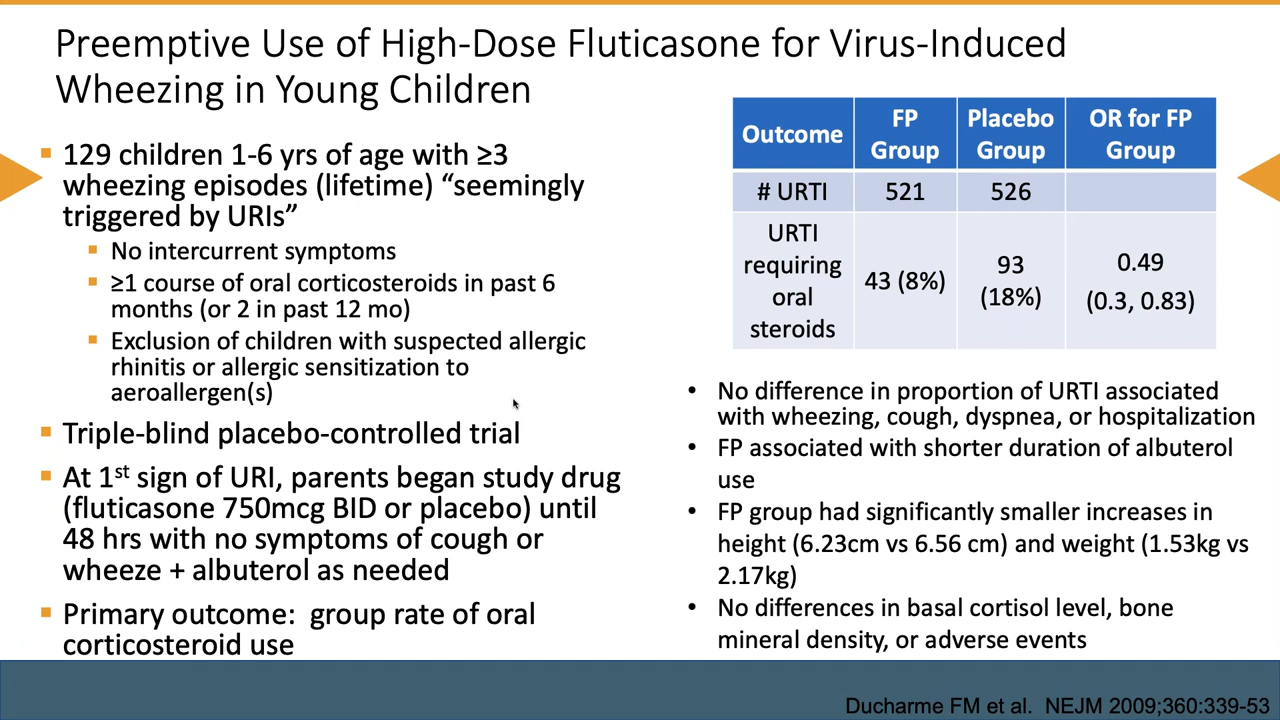 Preemptive Use of High-Dose Fluticasone for Virus-Induced
Wheezing in Young Children
129 children 1-6 yrs of age with ≥3
wheezing episodes (lifetime) “seemingly
triggered by URIs”
No intercurrent symptoms
≥1 course of oral corticosteroids in past 6
months (or 2 in past 12 mo)
Exclusion of children with suspected allergic
rhinitis or allergic sensitization to
aeroallergen(s)
Triple-blind placebo-controlled trial
At 1st sign of URI, parents began study drug
(fluticasone 750mcg BID or placebo) until
48 hrs with no symptoms of cough or
wheeze + albuterol as needed
Primary outcome:  group rate of oral
corticosteroid use
Outcome | FP Group | Placebo Group | OR for FP Group
# URTI | 521 | 526 |
URTI requiring oral steroids | 43 (8%) | 93 (18%) | 0.49 (0.3, 0.83)
• No difference in proportion of URTI associated
with wheezing, cough, dyspnea, or hospitalization
• FP associated with shorter duration of albuterol
use
• FP group had significantly smaller increases in
height (6.23cm vs 6.56 cm) and weight (1.53kg vs
2.17kg)
• No differences in basal cortisol level, bone
mineral density, or adverse events
Ducharme FM et al.  NEJM 2009;360:339-53